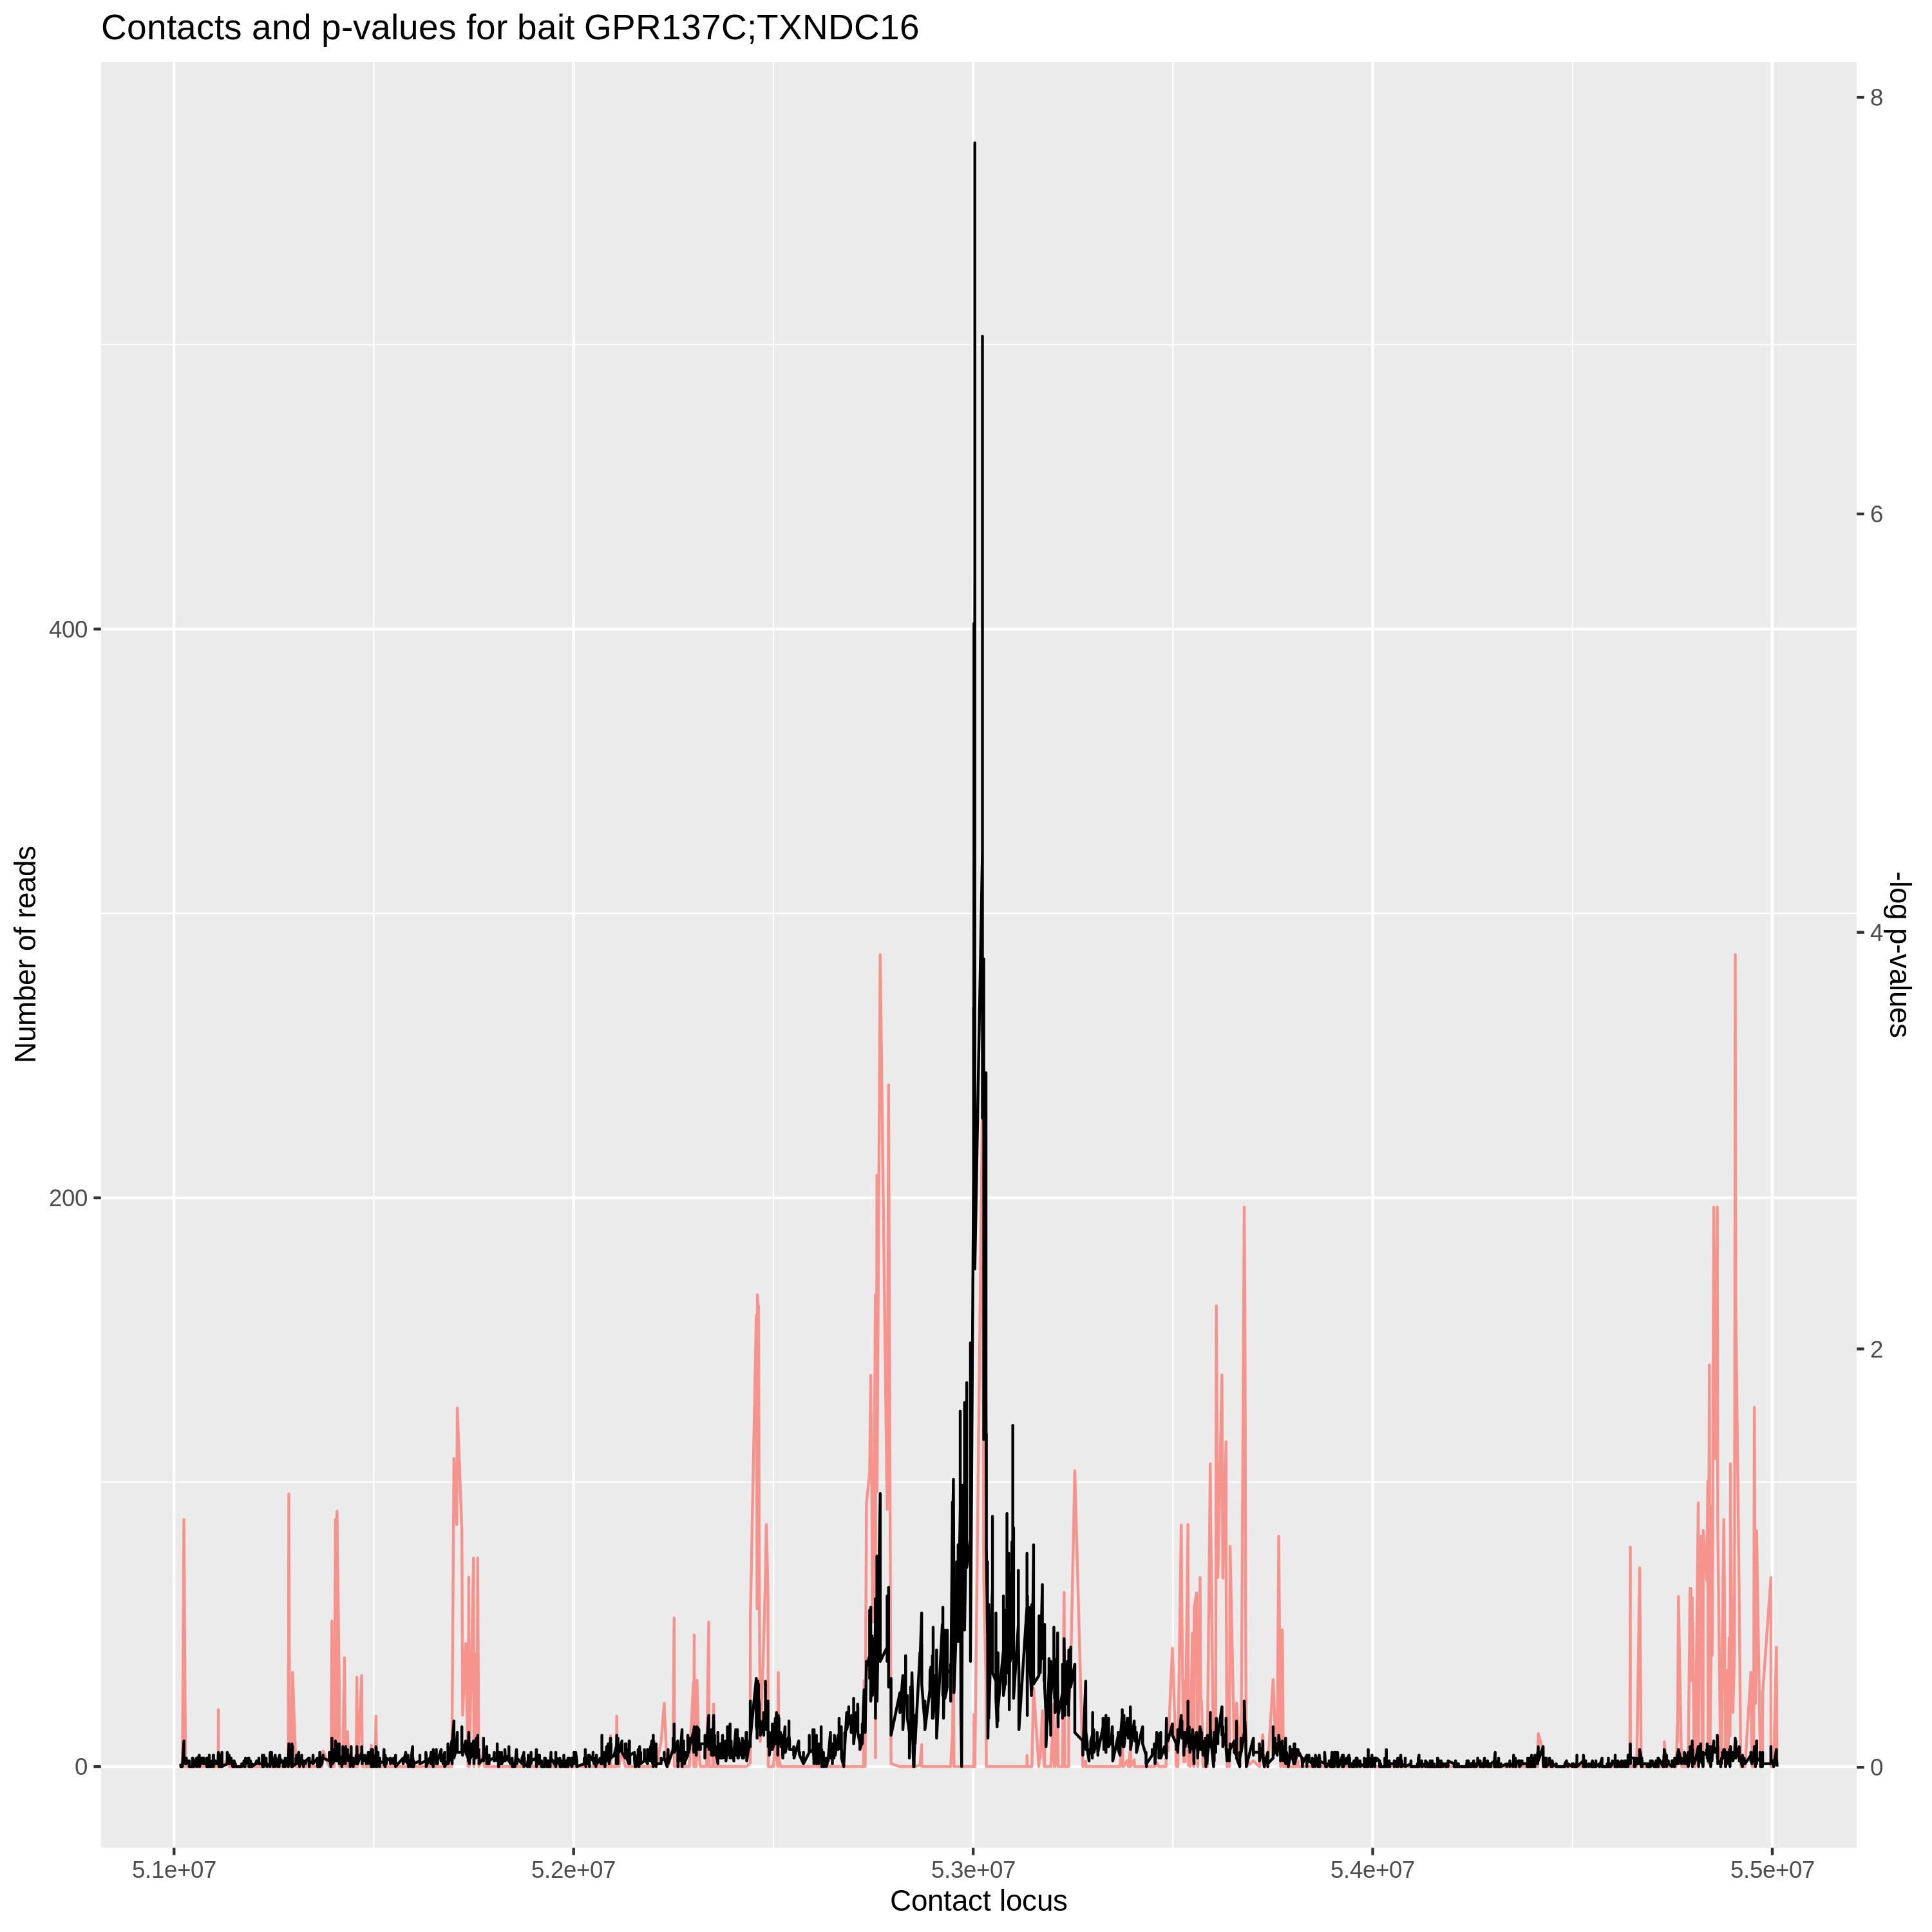 Contacts and p-values for bait GPR137C;TXNDC16
8
6
400
Number of reads
-log p-values
4
200
2
0
0
5.1e+07 5.2e+07 5.3e+07 5.4e+07 5.5e+07
Contact locus